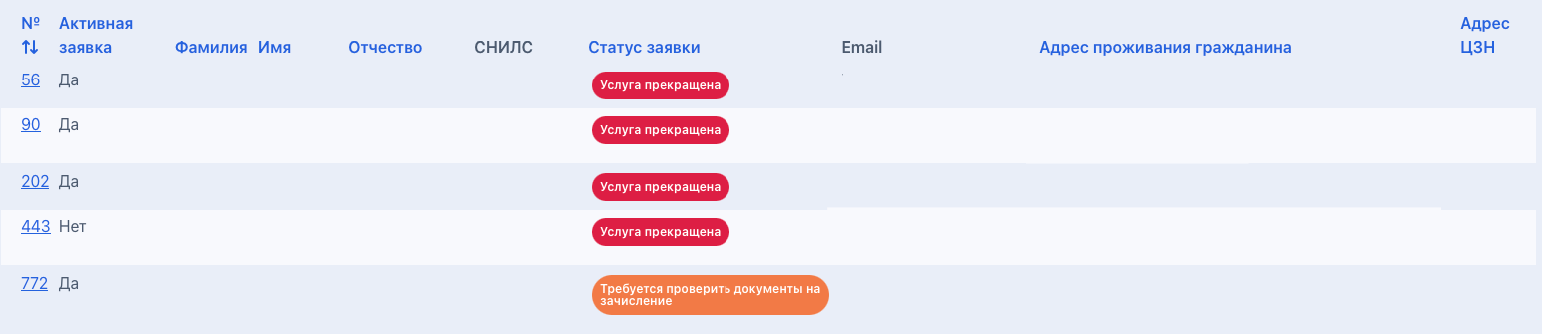 № Активная Адрес
⇅ заявка Фамилия Имя Отчество СНИЛС Статус заявки Email Адрес проживания гражданина ЦЗН
56 Да Услуга прекращена
90 Да Услуга прекращена
202 Да Услуга прекращена
443 Нет Услуга прекращена
772 Да Требуется проверить документы на
зачисление